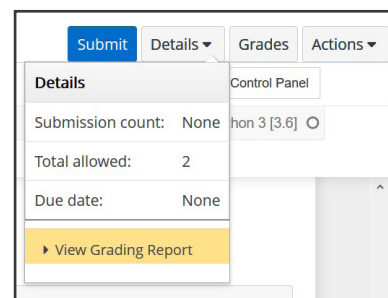 Submit Details Grades Actions
Details
Control Panel
Submission count: None
hon 3 [3.6]
Total allowed: 2
Due date: None
View Grading Report